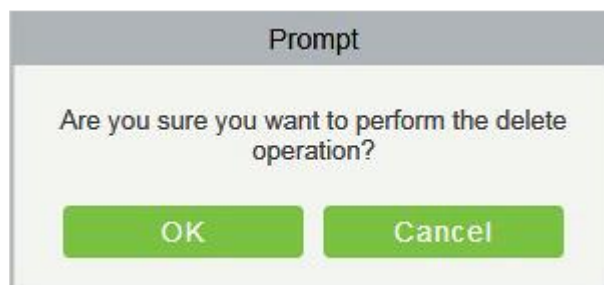 Prompt
Are you sure you want to perform the delete
operation?
OK
Cancel